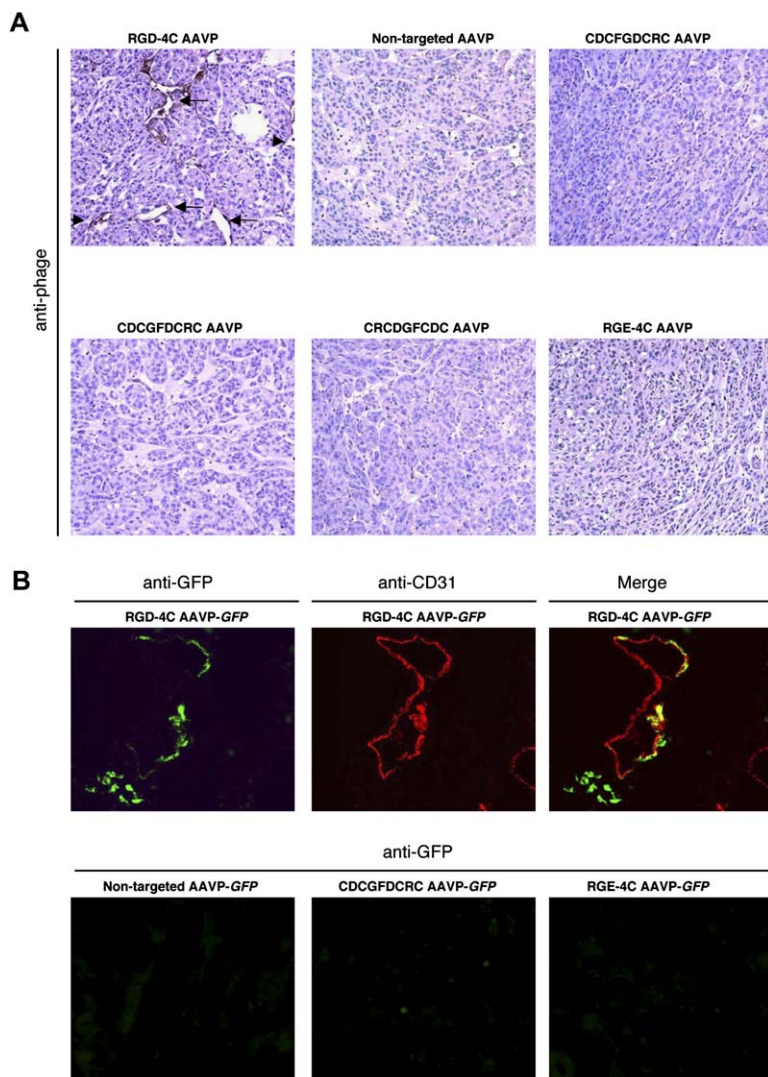 A
RGD-4C AAVP
Non-targeted AAVP
CDCFGDCRC AAVP
anti-phage
CDCGFDCRC AAVP
CRCDGFCDC AAVP
RGE-4C AAVP
B
anti-GFP
anti-CD31
Merge
RGD-4C AAVP-GFP
RGD-4C AAVP-GFP
RGD-4C AAVP-GFP
anti-GFP
Non-targeted AAVP-GFP
CDCGFDCRC AAVP-GFP
RGE-4C AAVP-GFP